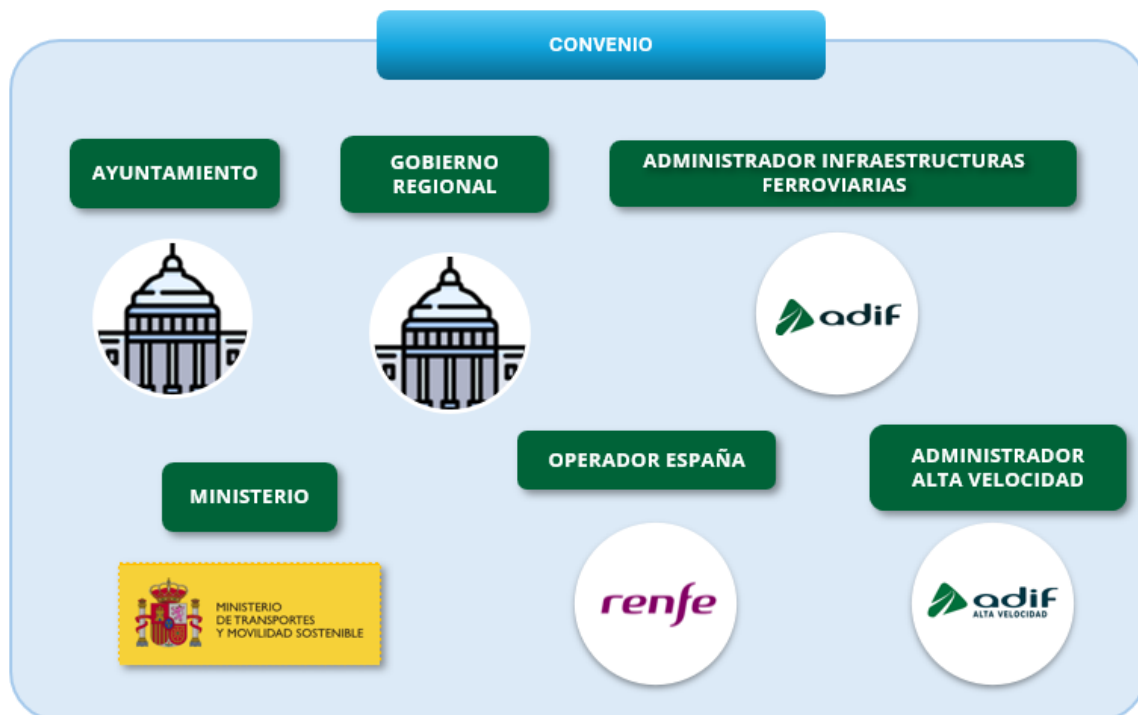 CONVENIO
AYUNTAMIENTO
GOBIERNO
REGIONAL
ADMINISTRADOR INFRAESTRUCTURAS
FERROVIARIAS
adif
MINISTERIO
MINISTERIO
DE TRANSPORTES
Y MOVILIDAD SOSTENIBLE
OPERADOR ESPAÑA
renfe
ADMINISTRADOR
ALTA VELOCIDAD
adif
ALTA VELOCIDAD